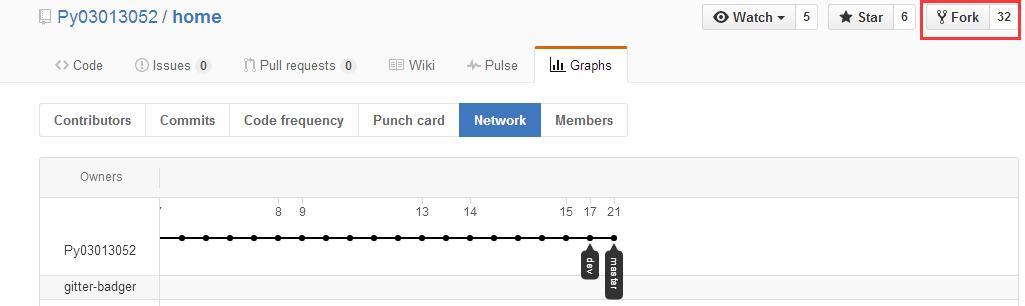 Py03013052 / home
Watch 5 Star 6 Fork 32
Code Issues 0 Pull requests 0 Wiki Pulse Graphs
Contributors Commits Code frequency Punch card Network Members
Owners
8 9 13 14 15 17 21
Py03013052
dev
master
gitter-badger